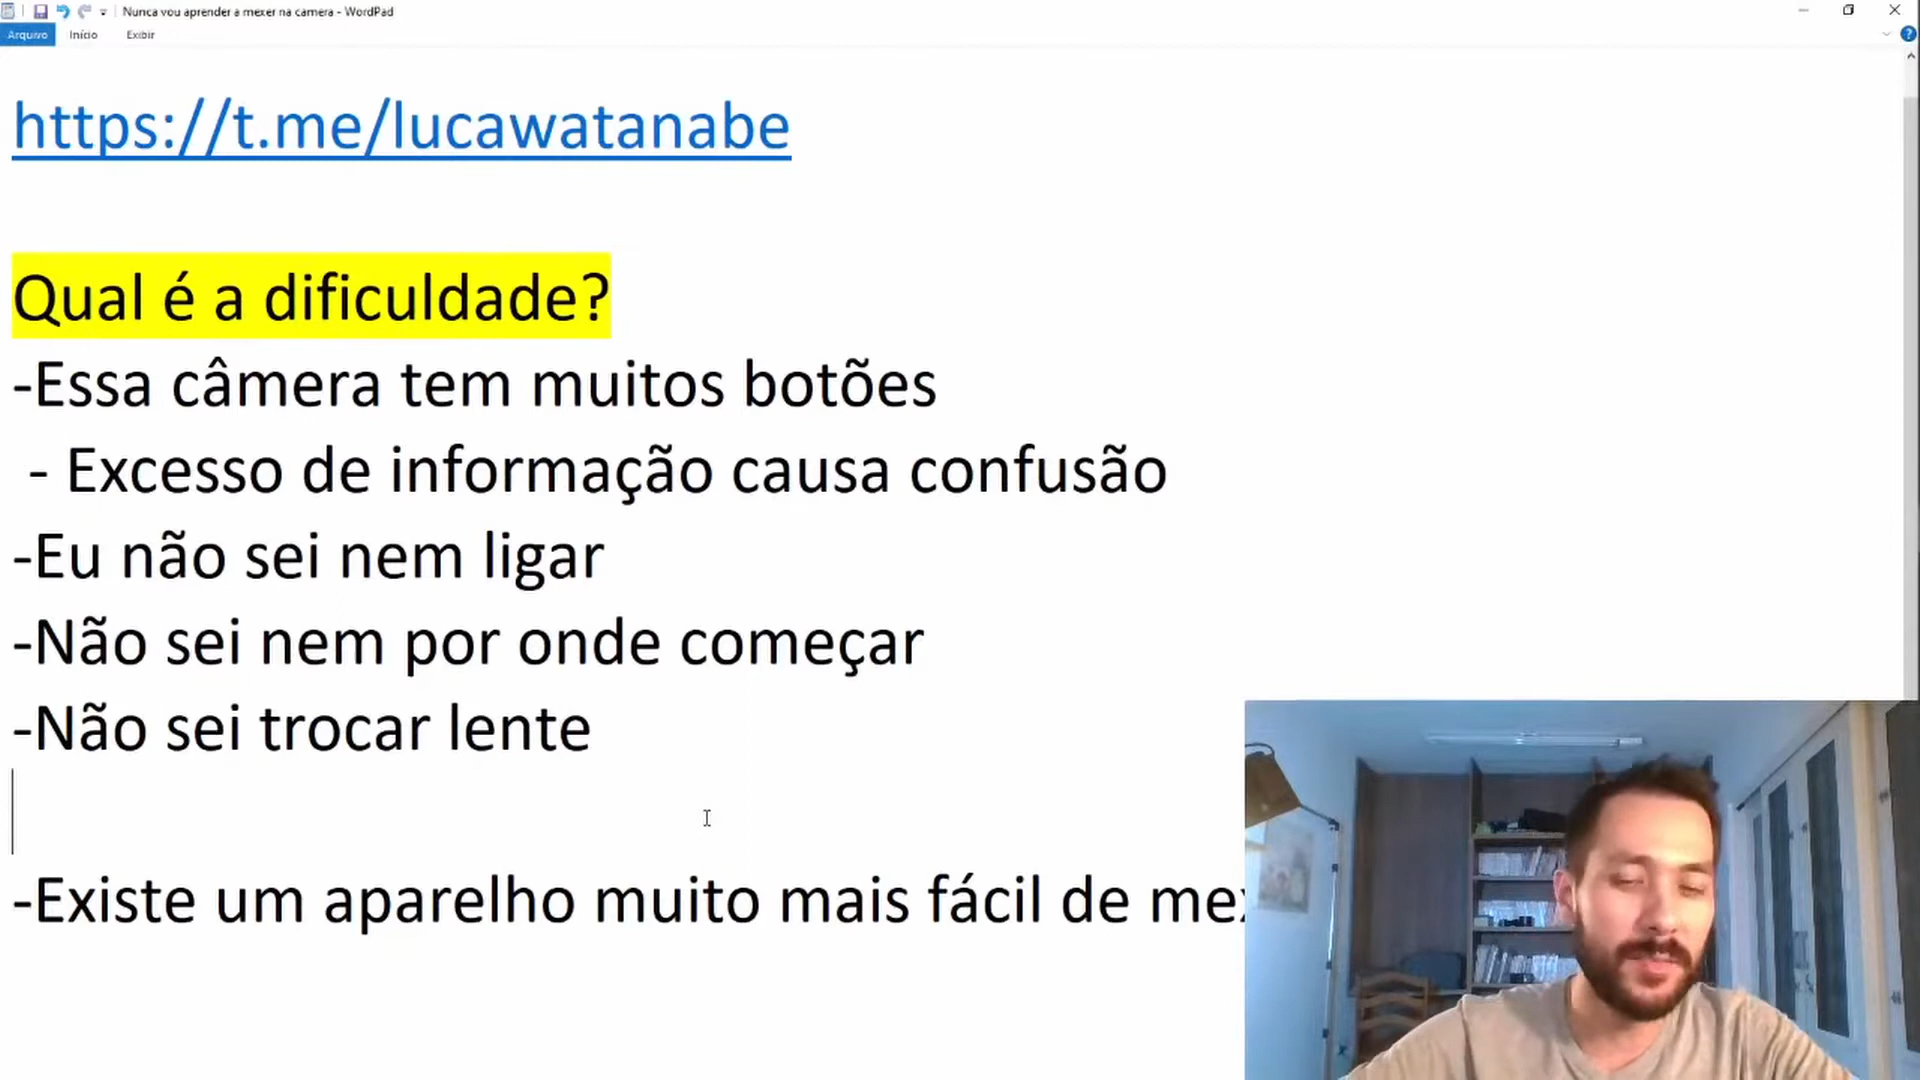 Nunca vou aprender a mexer na camera - WordPad
Arquivo Início Exibir
https://t.me/lucawatanabe
Qual é a dificuldade?
-Essa câmera tem muitos botões
- Excesso de informação causa confusão
-Eu não sei nem ligar
-Não sei nem por onde começar
-Não sei trocar lente
-Existe um aparelho muito mais fácil de mex